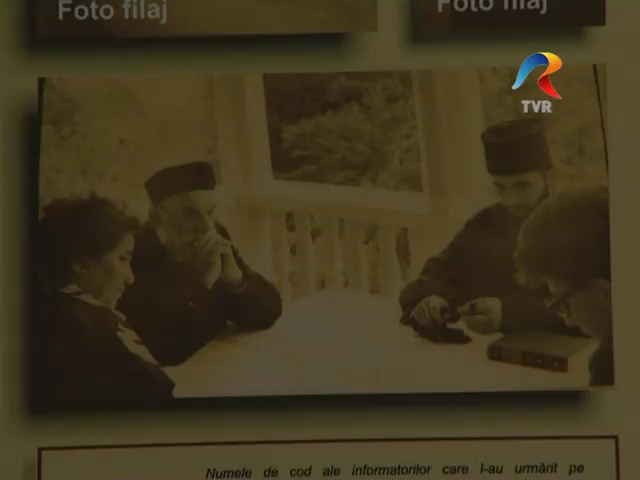 Foto filaj
Foto filaj
TVR
Numele de cod ale informatorilor care l-au urmărit pe